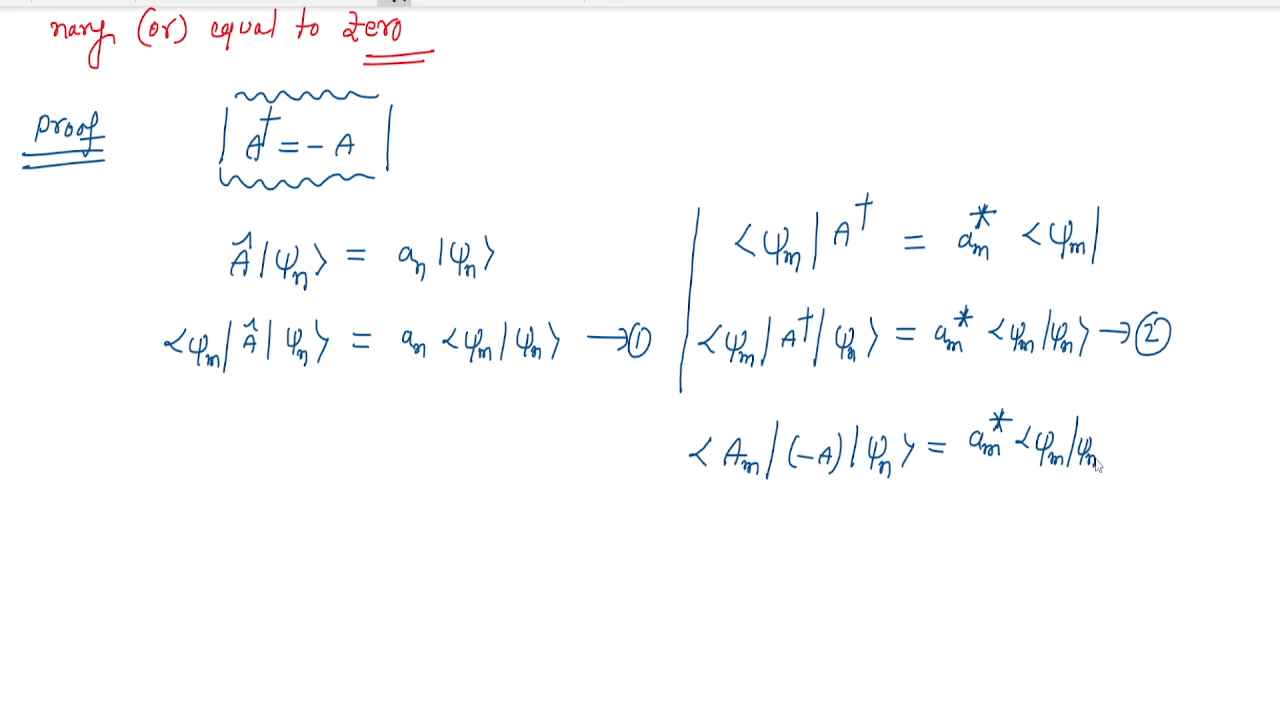 nary (or) equal to zero
Proof
A† = - A
Â|ψn⟩ = an |ψn⟩
⟨ψm|Â|ψn⟩ = an ⟨ψm|ψn⟩ → ①
⟨ψm|A† = am* ⟨ψm|
⟨ψm|A†|ψn⟩ = am* ⟨ψm|ψn⟩ → ②
⟨Am|(-A)|ψn⟩ = am* ⟨ψm|ψn